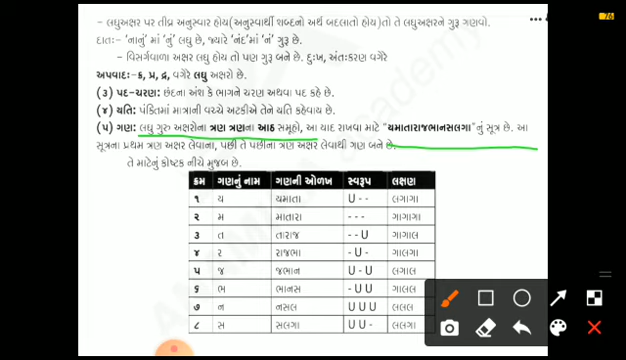 - લઘુઅક્ષર પર તીવ્ર અનુસ્વાર હોય(અનુસ્વારથી શબ્દનો અર્થ બદલાતો હોય) તો તે લઘુઅક્ષરને ગુરૂ ગણવો.
દાતઃ- 'નાનું' માં 'નું' લઘુ છે, જ્યારે 'નંદ'માં 'નં' ગુરૂ છે.
- વિસર્ગવાળા અક્ષર લઘુ હોય તો પણ ગુરૂ બને છે. દુઃખ, અંતઃકરણ વગેરે
અપવાદઃ- ક્ર, પ્ર, દ્ર, વગેરે લઘુ અક્ષરો છે.
(૩) પદ-ચરણઃ છંદના અંશ કે ભાગને ચરણ અથવા પદ કહે છે.
(૪) યતિઃ પંક્તિમાં માત્રાની વચ્ચે અટકીએ તેને યતિ કહેવાય છે.
(૫) ગણઃ લઘુ ગુરુ અક્ષરોના ત્રણ ત્રણના આઠ સમૂહો, આ યાદ રાખવા માટે "યમાતારાજભાનસલગા"નું સૂત્ર છે. આ
સૂત્રના પ્રથમ ત્રણ અક્ષર લેવાના, પછી તે પછીના ત્રણ અક્ષર લેવાથી ગણ બને છે.
તે માટેનું કોષ્ટક નીચે મુજબ છે.
ક્રમ ગણનું નામ ગણની ઓળખ સ્વરૂપ લક્ષણ
૧ ય યમાતા U - - લગાગા
૨ મ માતારા - - - ગાગાગા
૩ ત તારાજ - - U ગાગાલ
૪ ર રાજભા - U - ગાલગા
૫ જ જભાન U - U લગાલ
૬ ભ ભાનસ - U U ગાલલ
૭ ન નસલ U U U લલલ
૮ સ સલગા U U - લલગા